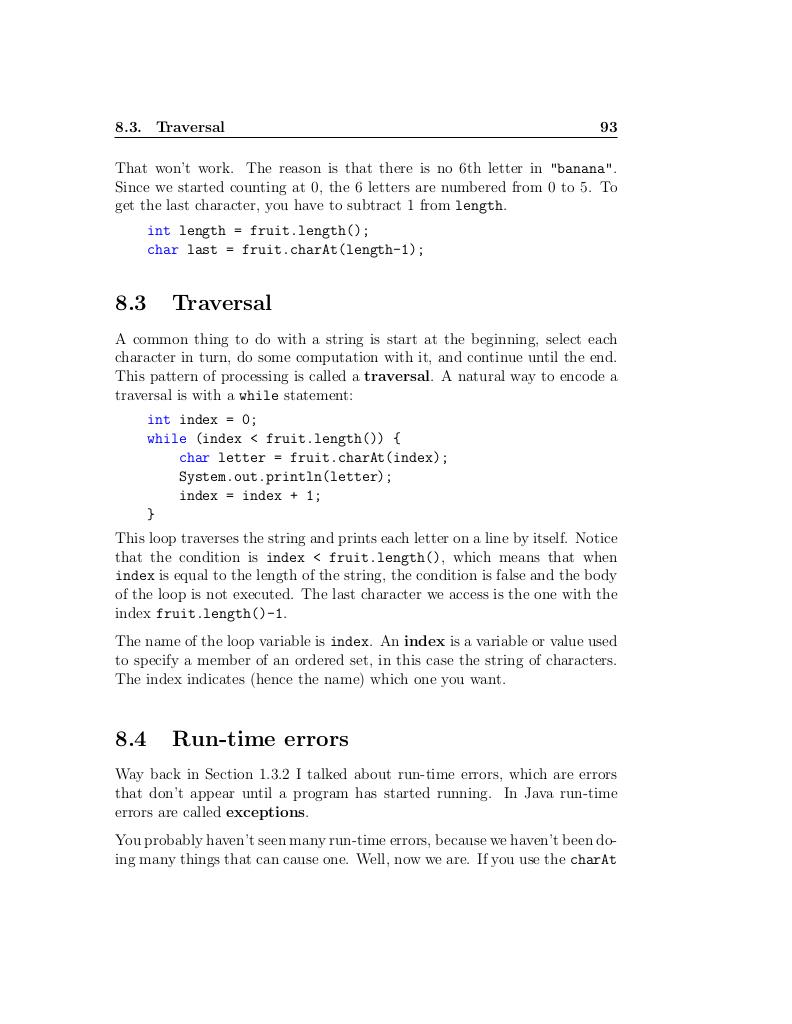 8.3. Traversal 93
That won't work. The reason is that there is no 6th letter in "banana".
Since we started counting at 0, the 6 letters are numbered from 0 to 5. To
get the last character, you have to subtract 1 from length.
int length = fruit.length();
char last = fruit.charAt(length-1);
8.3 Traversal
A common thing to do with a string is start at the beginning, select each
character in turn, do some computation with it, and continue until the end.
This pattern of processing is called a traversal. A natural way to encode a
traversal is with a while statement:
int index = 0;
while (index < fruit.length()) {
char letter = fruit.charAt(index);
System.out.println(letter);
index = index + 1;
}
This loop traverses the string and prints each letter on a line by itself. Notice
that the condition is index < fruit.length(), which means that when
index is equal to the length of the string, the condition is false and the body
of the loop is not executed. The last character we access is the one with the
index fruit.length()-1.
The name of the loop variable is index. An index is a variable or value used
to specify a member of an ordered set, in this case the string of characters.
The index indicates (hence the name) which one you want.
8.4 Run-time errors
Way back in Section 1.3.2 I talked about run-time errors, which are errors
that don't appear until a program has started running. In Java run-time
errors are called exceptions.
You probably haven't seen many run-time errors, because we haven't been do-
ing many things that can cause one. Well, now we are. If you use the charAt